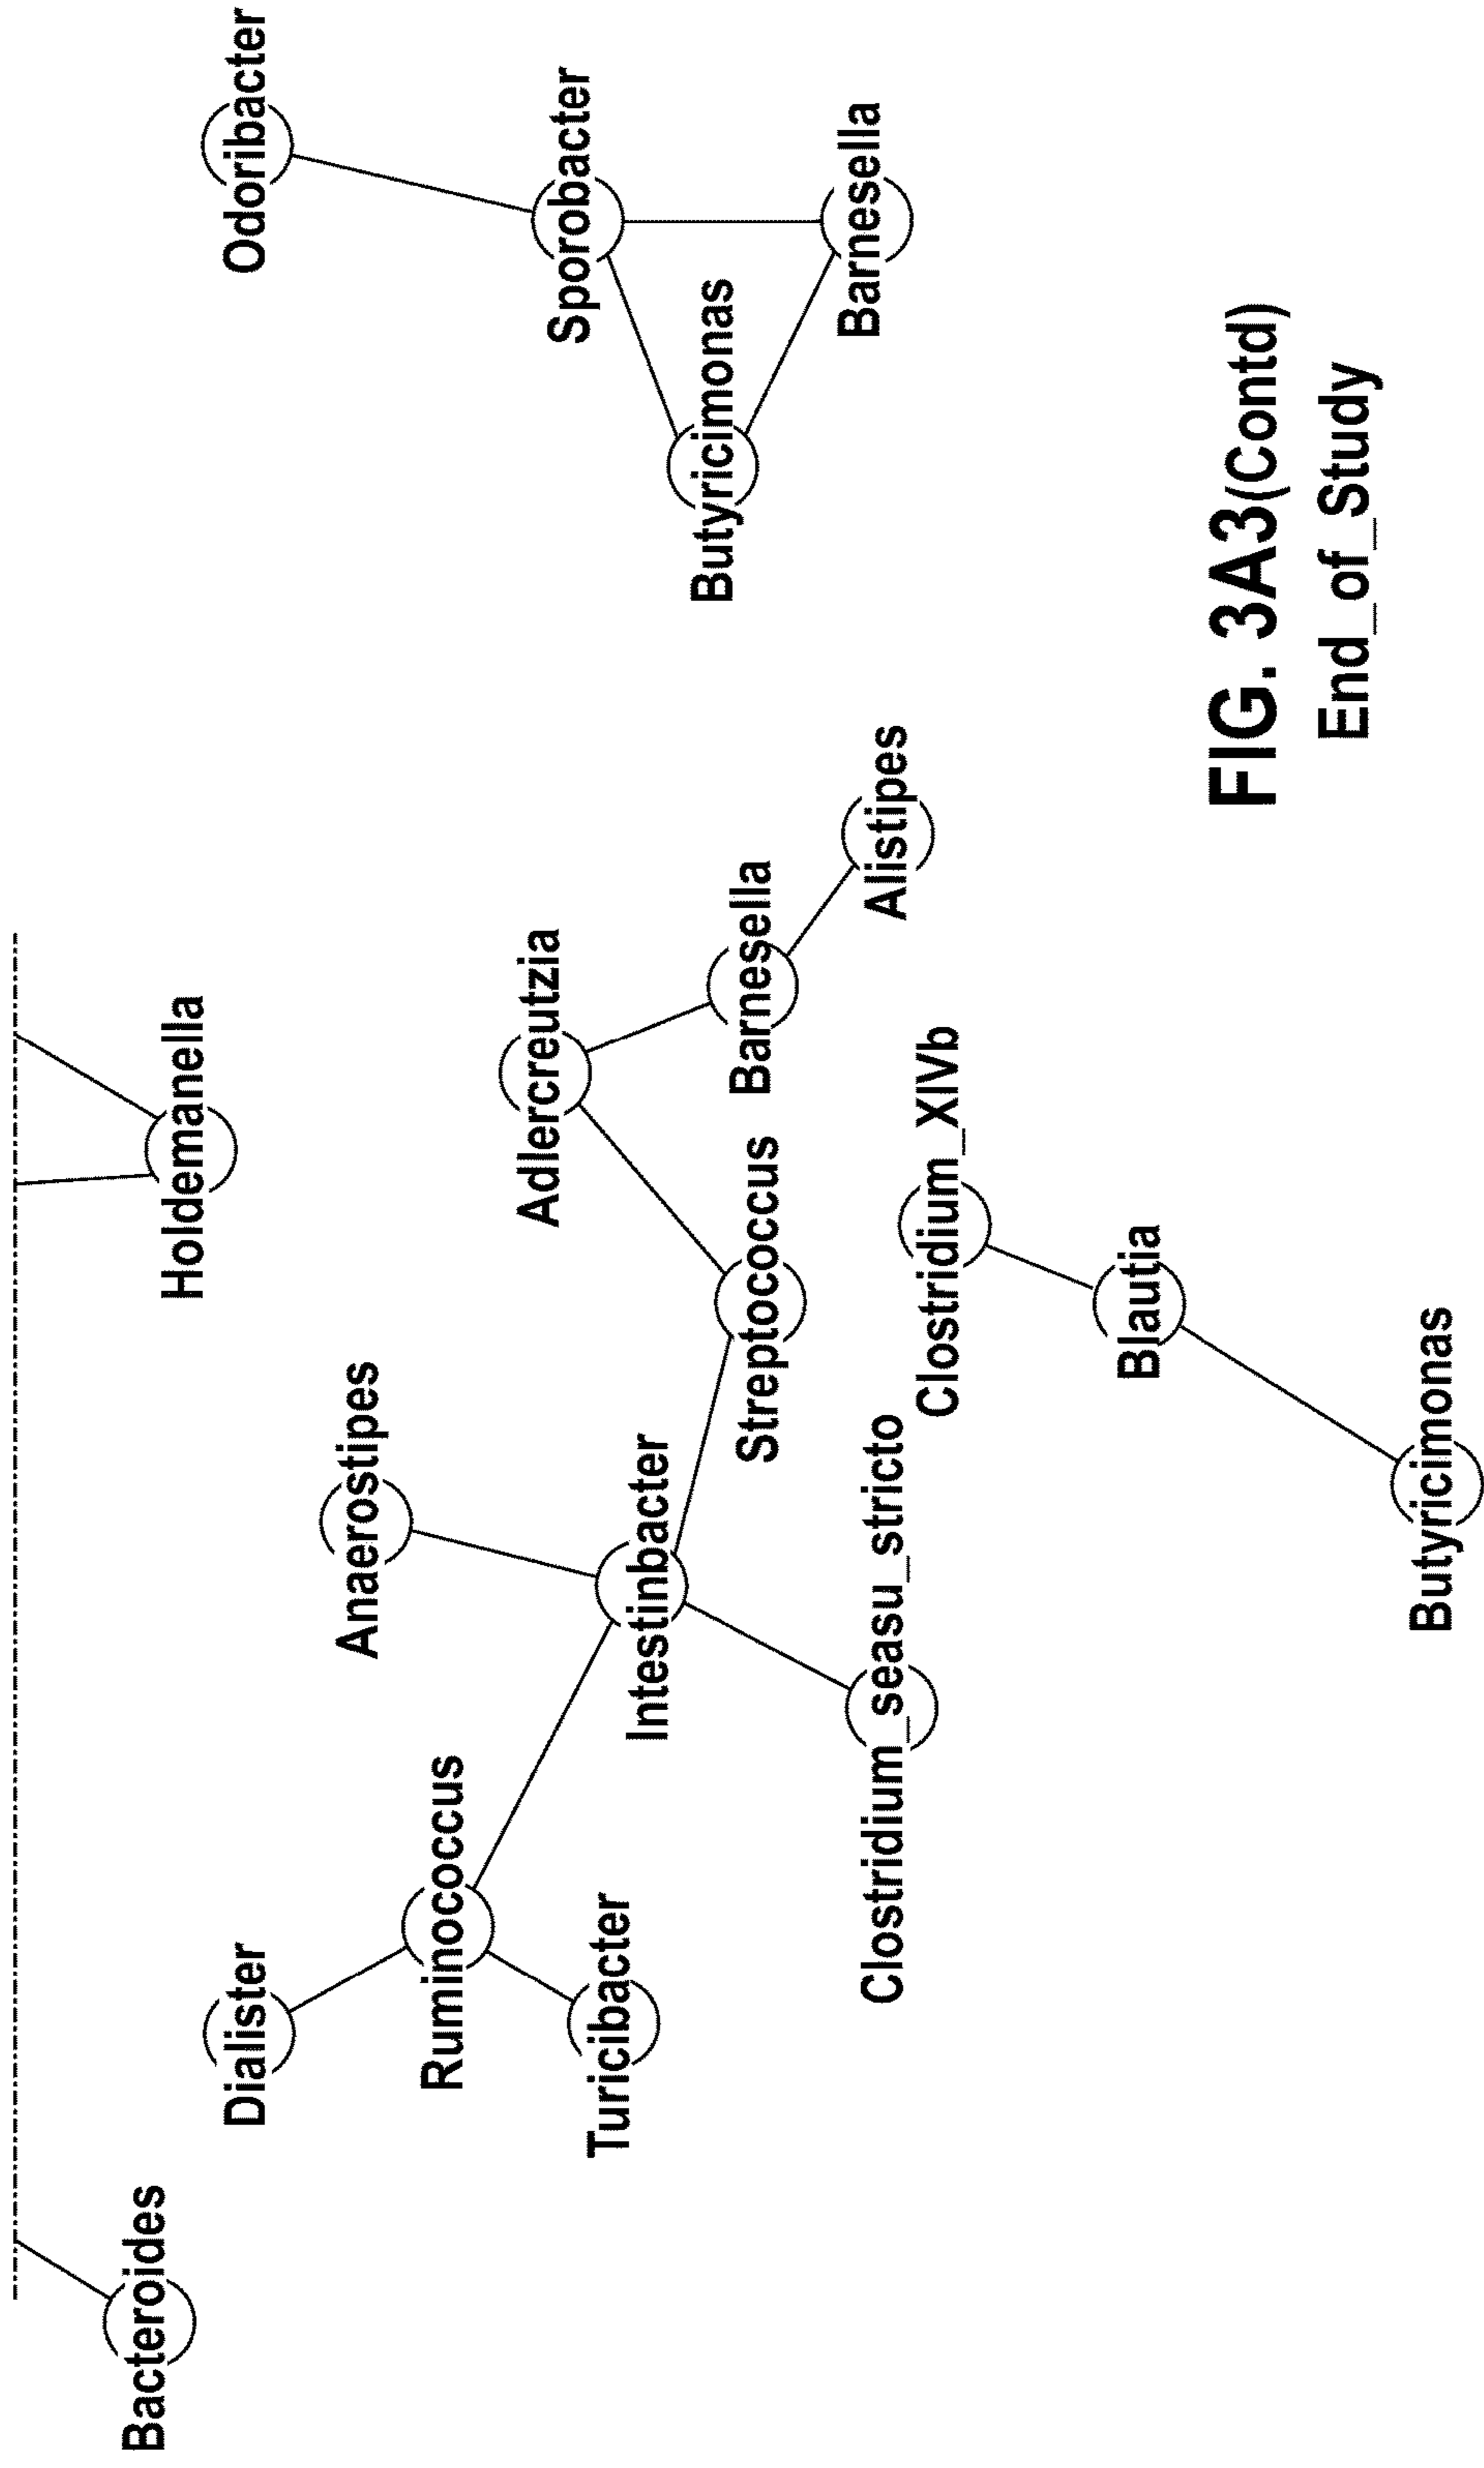 Bacteroides
Holdemanella
Dialister
Odoribacter
Anaerostipes
Ruminococcus
Adlercreutzia
Sporobacter
Turicibacter
Intestinbacter
Butyricimonas
Barnesella
Streptococcus
Barnesella
Alistipes
Clostridium_seasu_stricto
Clostridium_XIVb
Blautia
Butyricimonas
FIG. 3A3(Contd)
End_of_Study